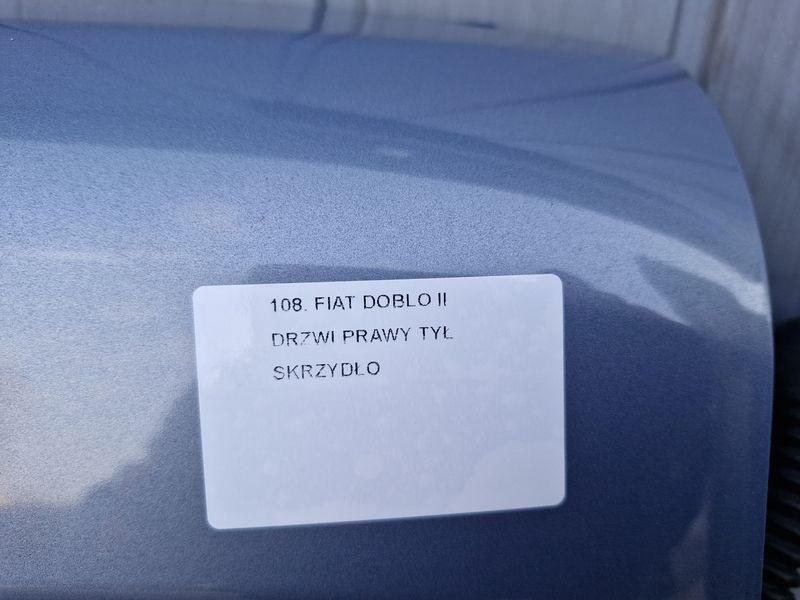 108. FIAT DOBLO II
DRZWI PRAWY TYŁ
SKRZYDŁO